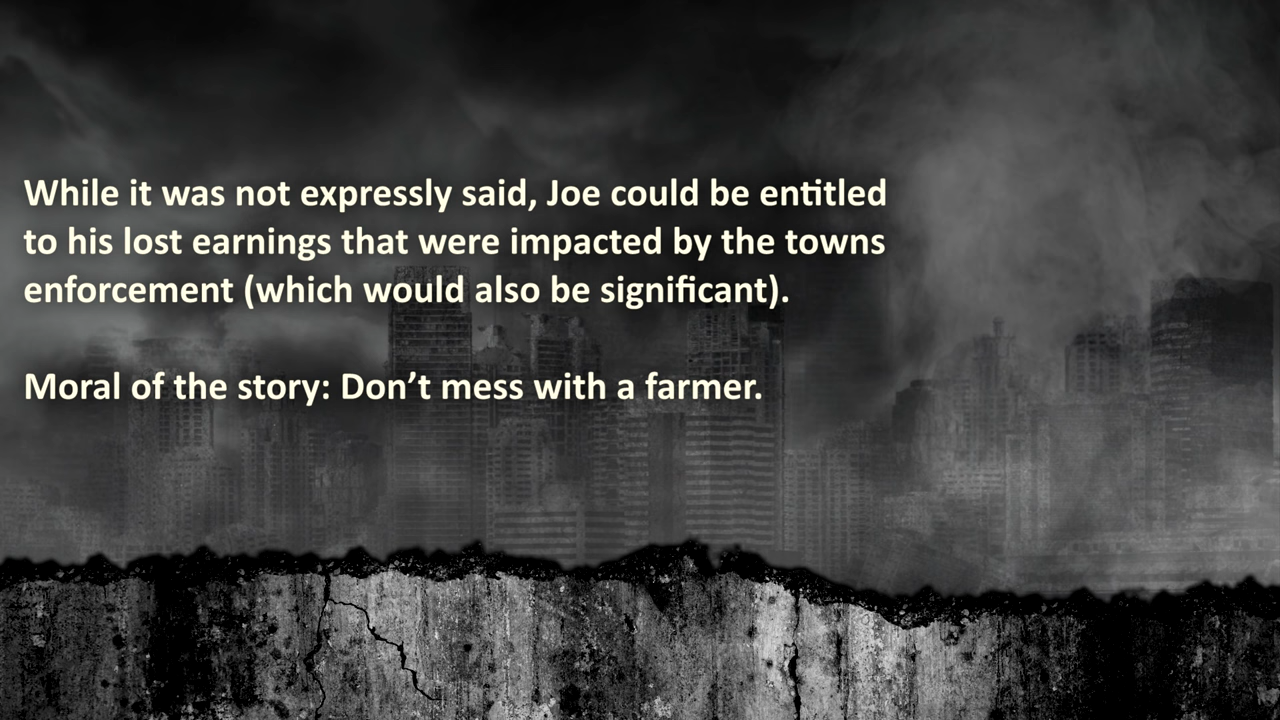 While it was not expressly said, Joe could be entitled
to his lost earnings that were impacted by the towns
enforcement (which would also be significant).
Moral of the story: Don’t mess with a farmer.